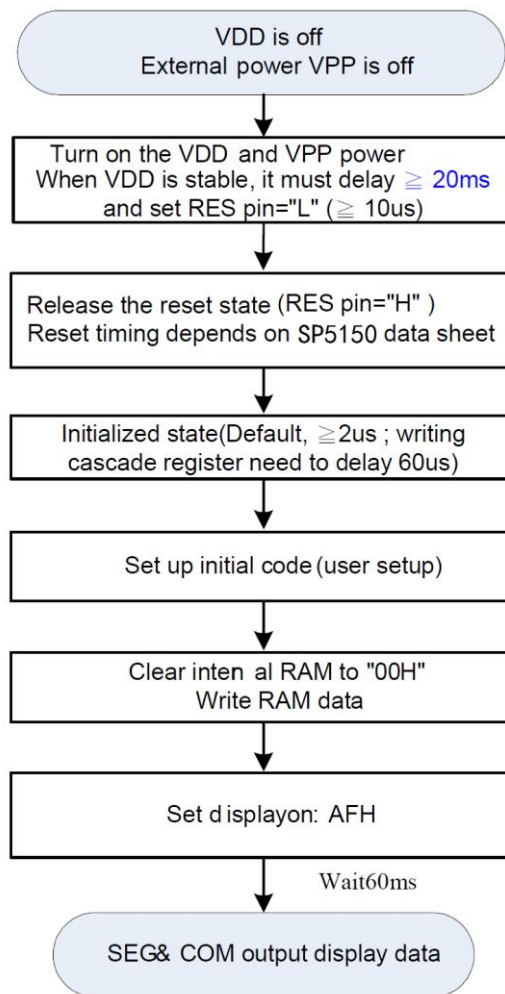 VDD is off
External power VPP is off
Turn on the VDD and VPP power
When VDD is stable, it must delay ≧ 20ms
and set RES pin="L" (≧ 10us)
Release the reset state (RES pin="H" )
Reset timing depends on SP5150 data sheet
Initialized state(Default, ≧2us ; writing
cascade register need to delay 60us)
Set up initial code (user setup)
Clear inten al RAM to "00H"
Write RAM data
Set d isplayon: AFH
Wait60ms
SEG& COM output display data